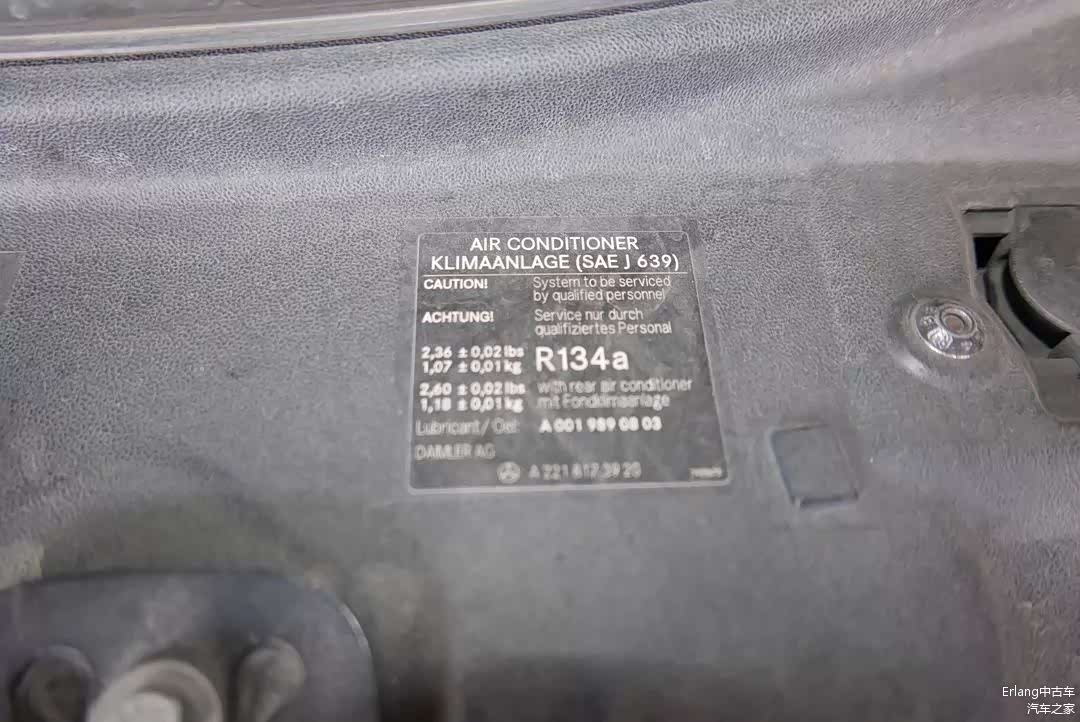 AIR CONDITIONER
KLIMAANLAGE (SAE J 639)
CAUTION! System to be serviced
by qualified personnel
ACHTUNG! Service nur durch
qualifiziertes Personal
2,36 ± 0,02 lbs
1,07 ± 0,01 kg
R134a
2,60 ± 0,02 lbs with rear air conditioner
1,18 ± 0,01 kg mit Fondklimaanlage
Lubricant / Oel: A 001 989 08 03
DAIMLER AG
A 221 817 39 20
Erlang中古车
汽车之家